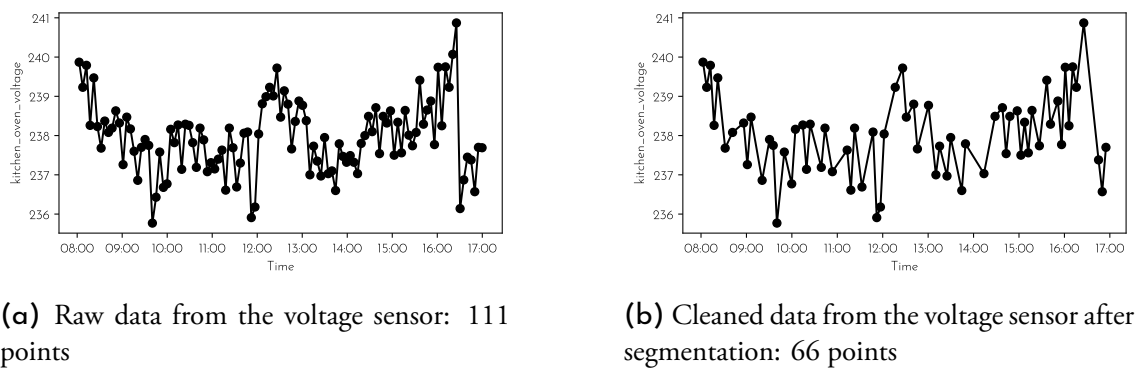 241
240
239
238
237
236
kitchen_oven_voltage
08:00 09:00 10:00 11:00 12:00 13:00 14:00 15:00 16:00 17:00
Time
(a) Raw data from the voltage sensor: 111
points
241
240
239
238
237
236
kitchen_oven_voltage
08:00 09:00 10:00 11:00 12:00 13:00 14:00 15:00 16:00 17:00
Time
(b) Cleaned data from the voltage sensor after
segmentation: 66 points